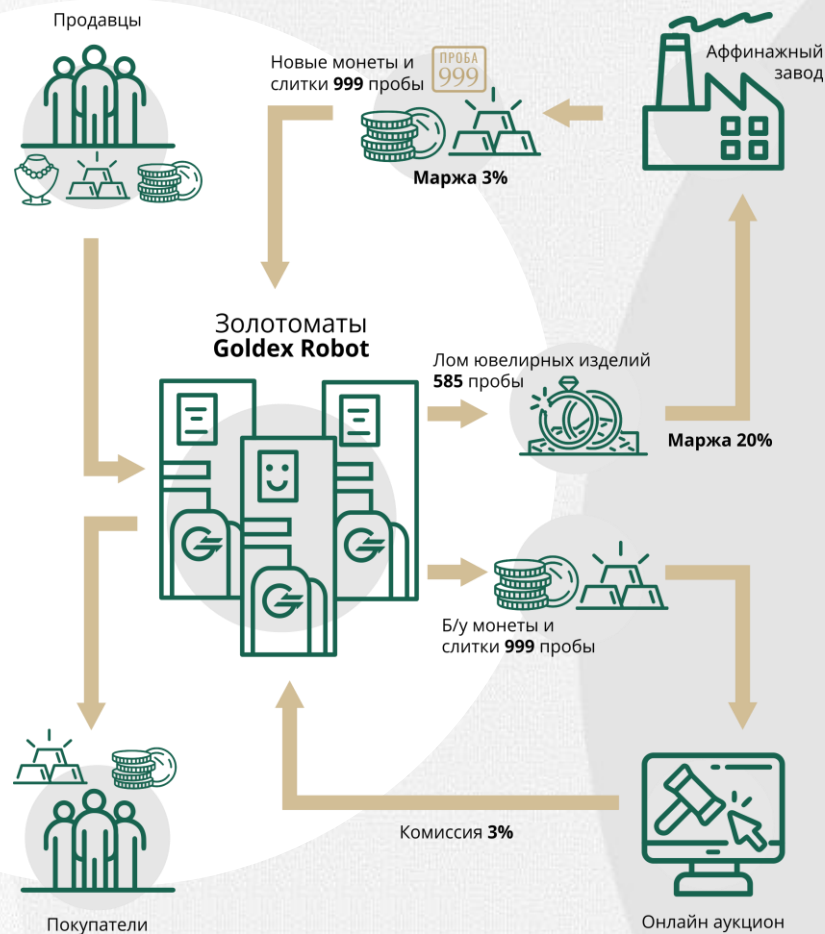 Продавцы
Новые монеты и
слитки 999 пробы
ПРОБА
999
Маржа 3%
Аффинажный
завод
Золотоматы
Goldex Robot
Лом ювелирных изделий
585 пробы
Маржа 20%
Б/у монеты и
слитки 999 пробы
Комиссия 3%
Покупатели
Онлайн аукцион